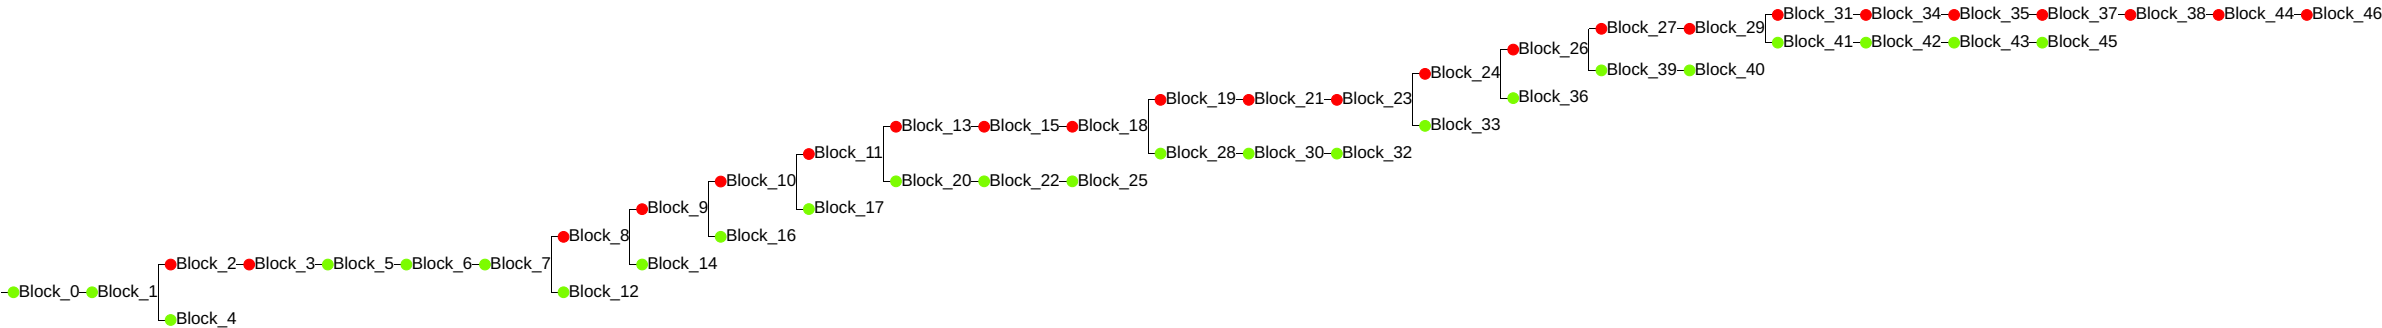 Block_31 Block_34 Block_35 Block_37 Block_38 Block_44 Block_46
Block_27 Block_29
Block_41 Block_42 Block_43 Block_45
Block_26
Block_39 Block_40
Block_24
Block_36
Block_19 Block_21 Block_23
Block_33
Block_13 Block_15 Block_18
Block_28 Block_30 Block_32
Block_11
Block_20 Block_22 Block_25
Block_10
Block_17
Block_9
Block_16
Block_8
Block_14
Block_2 Block_3 Block_5 Block_6 Block_7
Block_12
Block_0 Block_1
Block_4